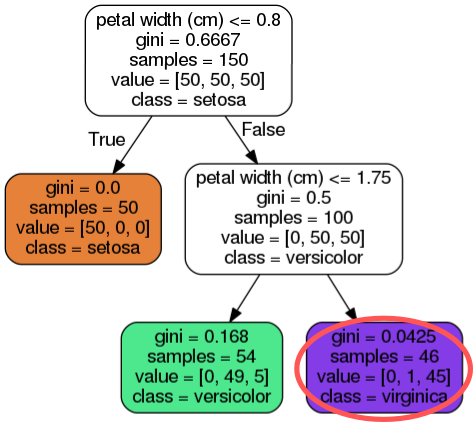 petal width (cm) <= 0.8
gini = 0.6667
samples = 150
value = [50, 50, 50]
class = setosa
True
False
gini = 0.0
samples = 50
value = [50, 0, 0]
class = setosa
petal width (cm) <= 1.75
gini = 0.5
samples = 100
value = [0, 50, 50]
class = versicolor
gini = 0.168
samples = 54
value = [0, 49, 5]
class = versicolor
gini = 0.0425
samples = 46
value = [0, 1, 45]
class = virginica